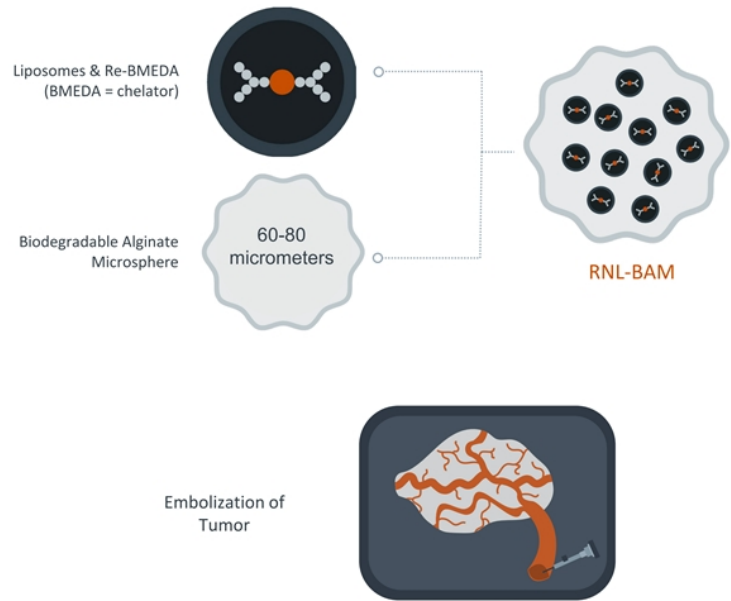 Liposomes & Re-BMEDA
(BMEDA = chelator)
60-80
micrometers
Biodegradable Alginate
Microsphere
RNL-BAM
Embolization of
Tumor